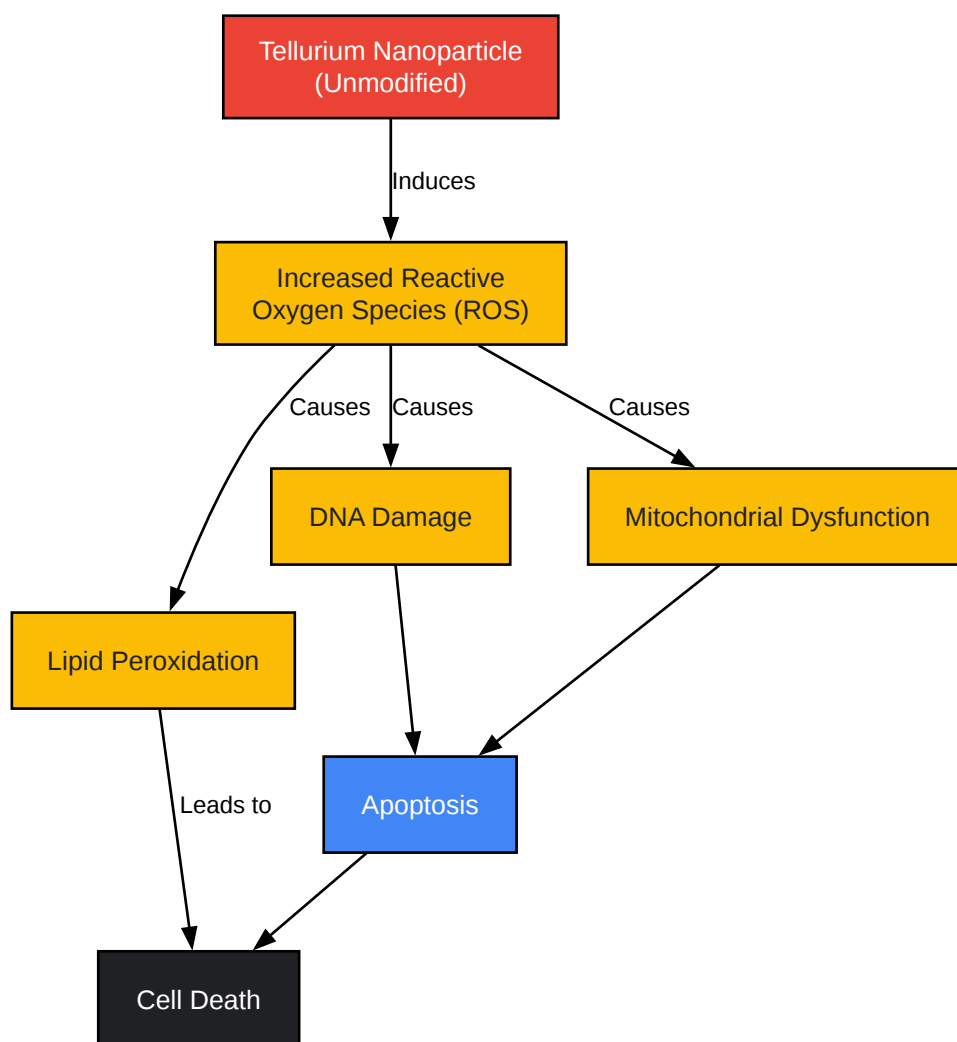 Tellurium Nanoparticle
(Unmodified)
Induces
Increased Reactive
Oxygen Species (ROS)
Causes
Causes
Causes
DNA Damage
Mitochondrial Dysfunction
Lipid Peroxidation
Leads to
Apoptosis
Cell Death